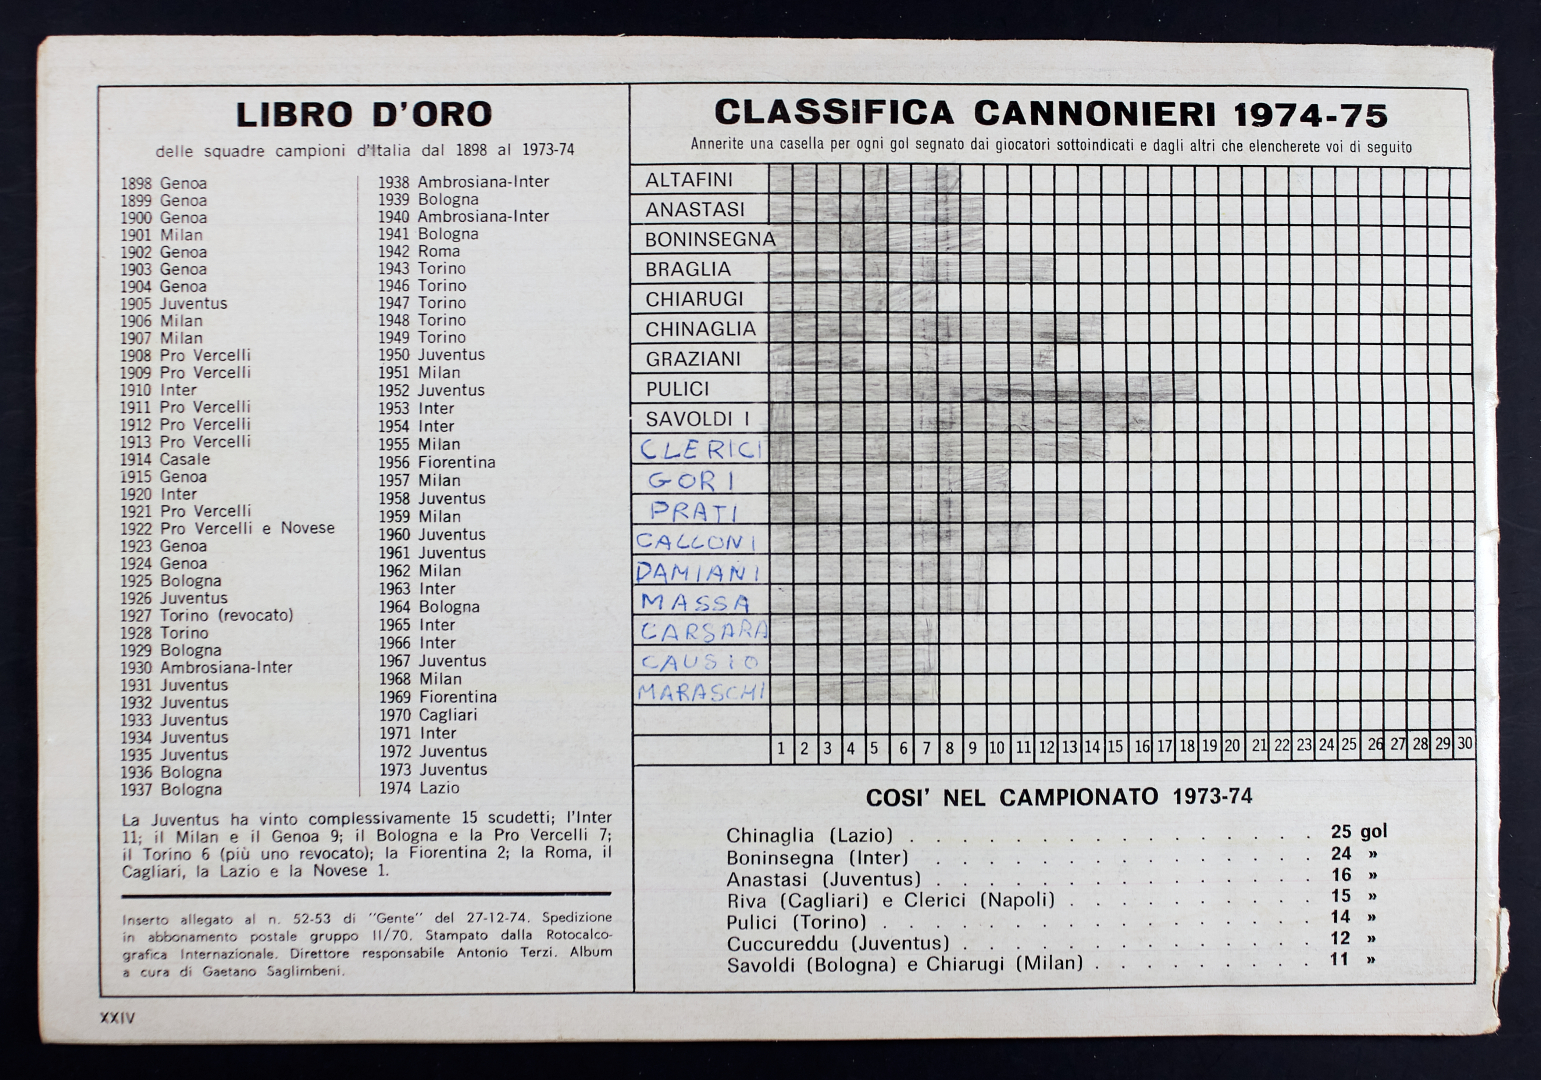 LIBRO D'ORO
delle squadre campioni d'Italia dal 1898 al 1973-74
1898 Genoa
1899 Genoa
1900 Genoa
1901 Milan
1902 Genoa
1903 Genoa
1904 Genoa
1905 Juventus
1906 Milan
1907 Milan
1908 Pro Vercelli
1909 Pro Vercelli
1910 Inter
1911 Pro Vercelli
1912 Pro Vercelli
1913 Pro Vercelli
1914 Casale
1915 Genoa
1920 Inter
1921 Pro Vercelli
1922 Pro Vercelli e Novese
1923 Genoa
1924 Genoa
1925 Bologna
1926 Juventus
1927 Torino (revocato)
1928 Torino
1929 Bologna
1930 Ambrosiana-Inter
1931 Juventus
1932 Juventus
1933 Juventus
1934 Juventus
1935 Juventus
1936 Bologna
1937 Bologna
1938 Ambrosiana-Inter
1939 Bologna
1940 Ambrosiana-Inter
1941 Bologna
1942 Roma
1943 Torino
1946 Torino
1947 Torino
1948 Torino
1949 Torino
1950 Juventus
1951 Milan
1952 Juventus
1953 Inter
1954 Inter
1955 Milan
1956 Fiorentina
1957 Milan
1958 Juventus
1959 Milan
1960 Juventus
1961 Juventus
1962 Milan
1963 Inter
1964 Bologna
1965 Inter
1966 Inter
1967 Juventus
1968 Milan
1969 Fiorentina
1970 Cagliari
1971 Inter
1972 Juventus
1973 Juventus
1974 Lazio
La Juventus ha vinto complessivamente 15 scudetti; l'Inter
11; il Milan e il Genoa 9; il Bologna e la Pro Vercelli 7;
il Torino 6 (più uno revocato); la Fiorentina 2; la Roma, il
Cagliari, la Lazio e la Novese 1.
Inserto allegato al n. 52-53 di "Gente" del 27-12-74. Spedizione
in abbonamento postale gruppo II/70. Stampato dalla Rotocalco-
grafica Internazionale. Direttore responsabile Antonio Terzi. Album
a cura di Gaetano Saglimbeni.
XXIV
CLASSIFICA CANNONIERI 1974-75
Annerite una casella per ogni gol segnato dai giocatori sottoindicati e dagli altri che elencherete voi di seguito
ALTAFINI
ANASTASI
BONINSEGNA
BRAGLIA
CHIARUGI
CHINAGLIA
GRAZIANI
PULICI
SAVOLDI I
CLERICI
GORI
PRATI
CALLONI
DAMIANI
MASSA
CARSARA
CAUSIO
MARASCHI
1 2 3 4 5 6 7 8 9 10 11 12 13 14 15 16 17 18 19 20 21 22 23 24 25 26 27 28 29 30
COSI' NEL CAMPIONATO 1973-74
Chinaglia (Lazio) . . . . . . . . . . . . . . . . . 25 gol
Boninsegna (Inter) . . . . . . . . . . . . . . . . 24 »
Anastasi (Juventus) . . . . . . . . . . . . . . . . 16 »
Riva (Cagliari) e Clerici (Napoli) . . . . . . . . . . 15 »
Pulici (Torino) . . . . . . . . . . . . . . . . . . 14 »
Cuccureddu (Juventus) . . . . . . . . . . . . . . . 12 »
Savoldi (Bologna) e Chiarugi (Milan) . . . . . . . . . 11 »